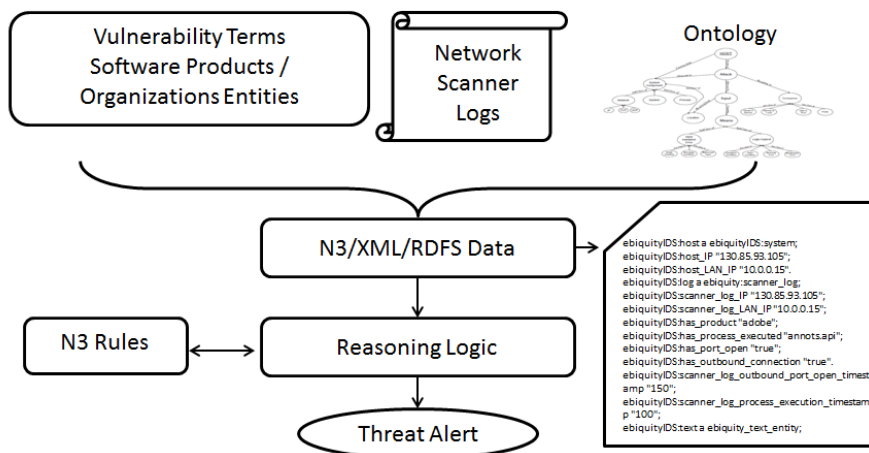 Vulnerability Terms
Software Products /
Organizations Entities
Network
Scanner
Logs
Ontology
N3/XML/RDFS Data
N3 Rules
Reasoning Logic
Threat Alert
ebiquityIDS:host a ebiquityIDS:system;
ebiquityIDS:host_IP "130.85.93.105";
ebiquityIDS:host_LAN_IP "10.0.0.15".
ebiquityIDS:log a ebiquity:scanner_log;
ebiquityIDS:scanner_log_IP "130.85.93.105";
ebiquityIDS:scanner_log_LAN_IP "10.0.0.15";
ebiquityIDS:has_product "adobe";
ebiquityIDS:has_process_executed "annots.api";
ebiquityIDS:has_port_open "true";
ebiquityIDS:has_outbound_connection "true".
ebiquityIDS:scanner_log_outbound_port_open_timest
amp "150";
ebiquityIDS:scanner_log_process_execution_timestam
p "100";
ebiquityIDS:text a ebiquity_text_entity;